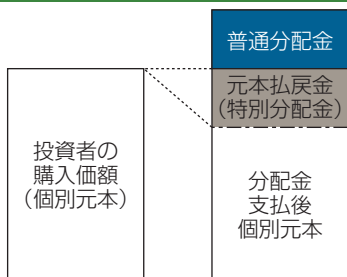 普通分配金
元本払戻金
（特別分配金）
投資者の
購入価額
（個別元本）
分配金
支払後
個別元本